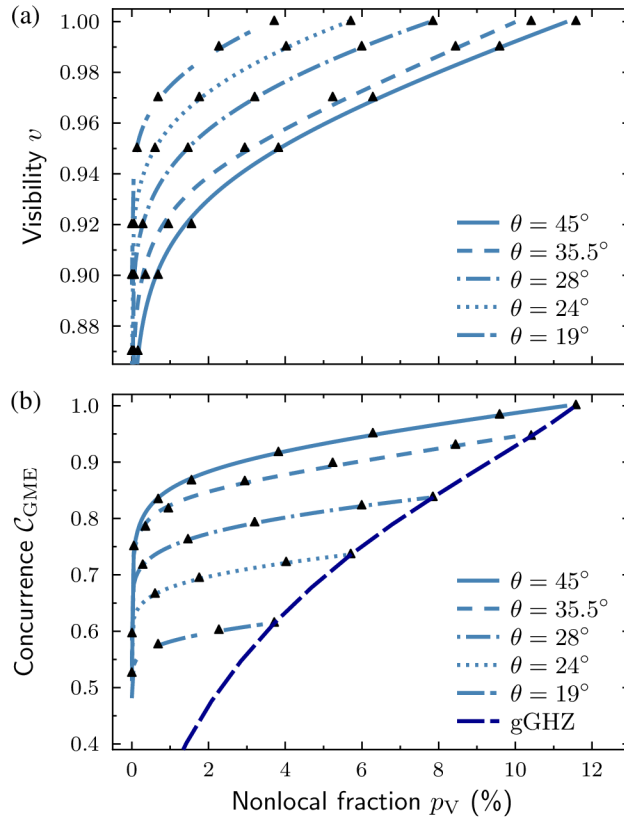 (a)
1.00
0.98
0.96
0.94
0.92
0.90
0.88
Visibility v
θ = 45°
θ = 35.5°
θ = 28°
θ = 24°
θ = 19°
(b)
1.0
0.9
0.8
0.7
0.6
0.5
0.4
Concurrence C_GME
θ = 45°
θ = 35.5°
θ = 28°
θ = 24°
θ = 19°
gGHZ
0 2 4 6 8 10 12
Nonlocal fraction p_V (%)